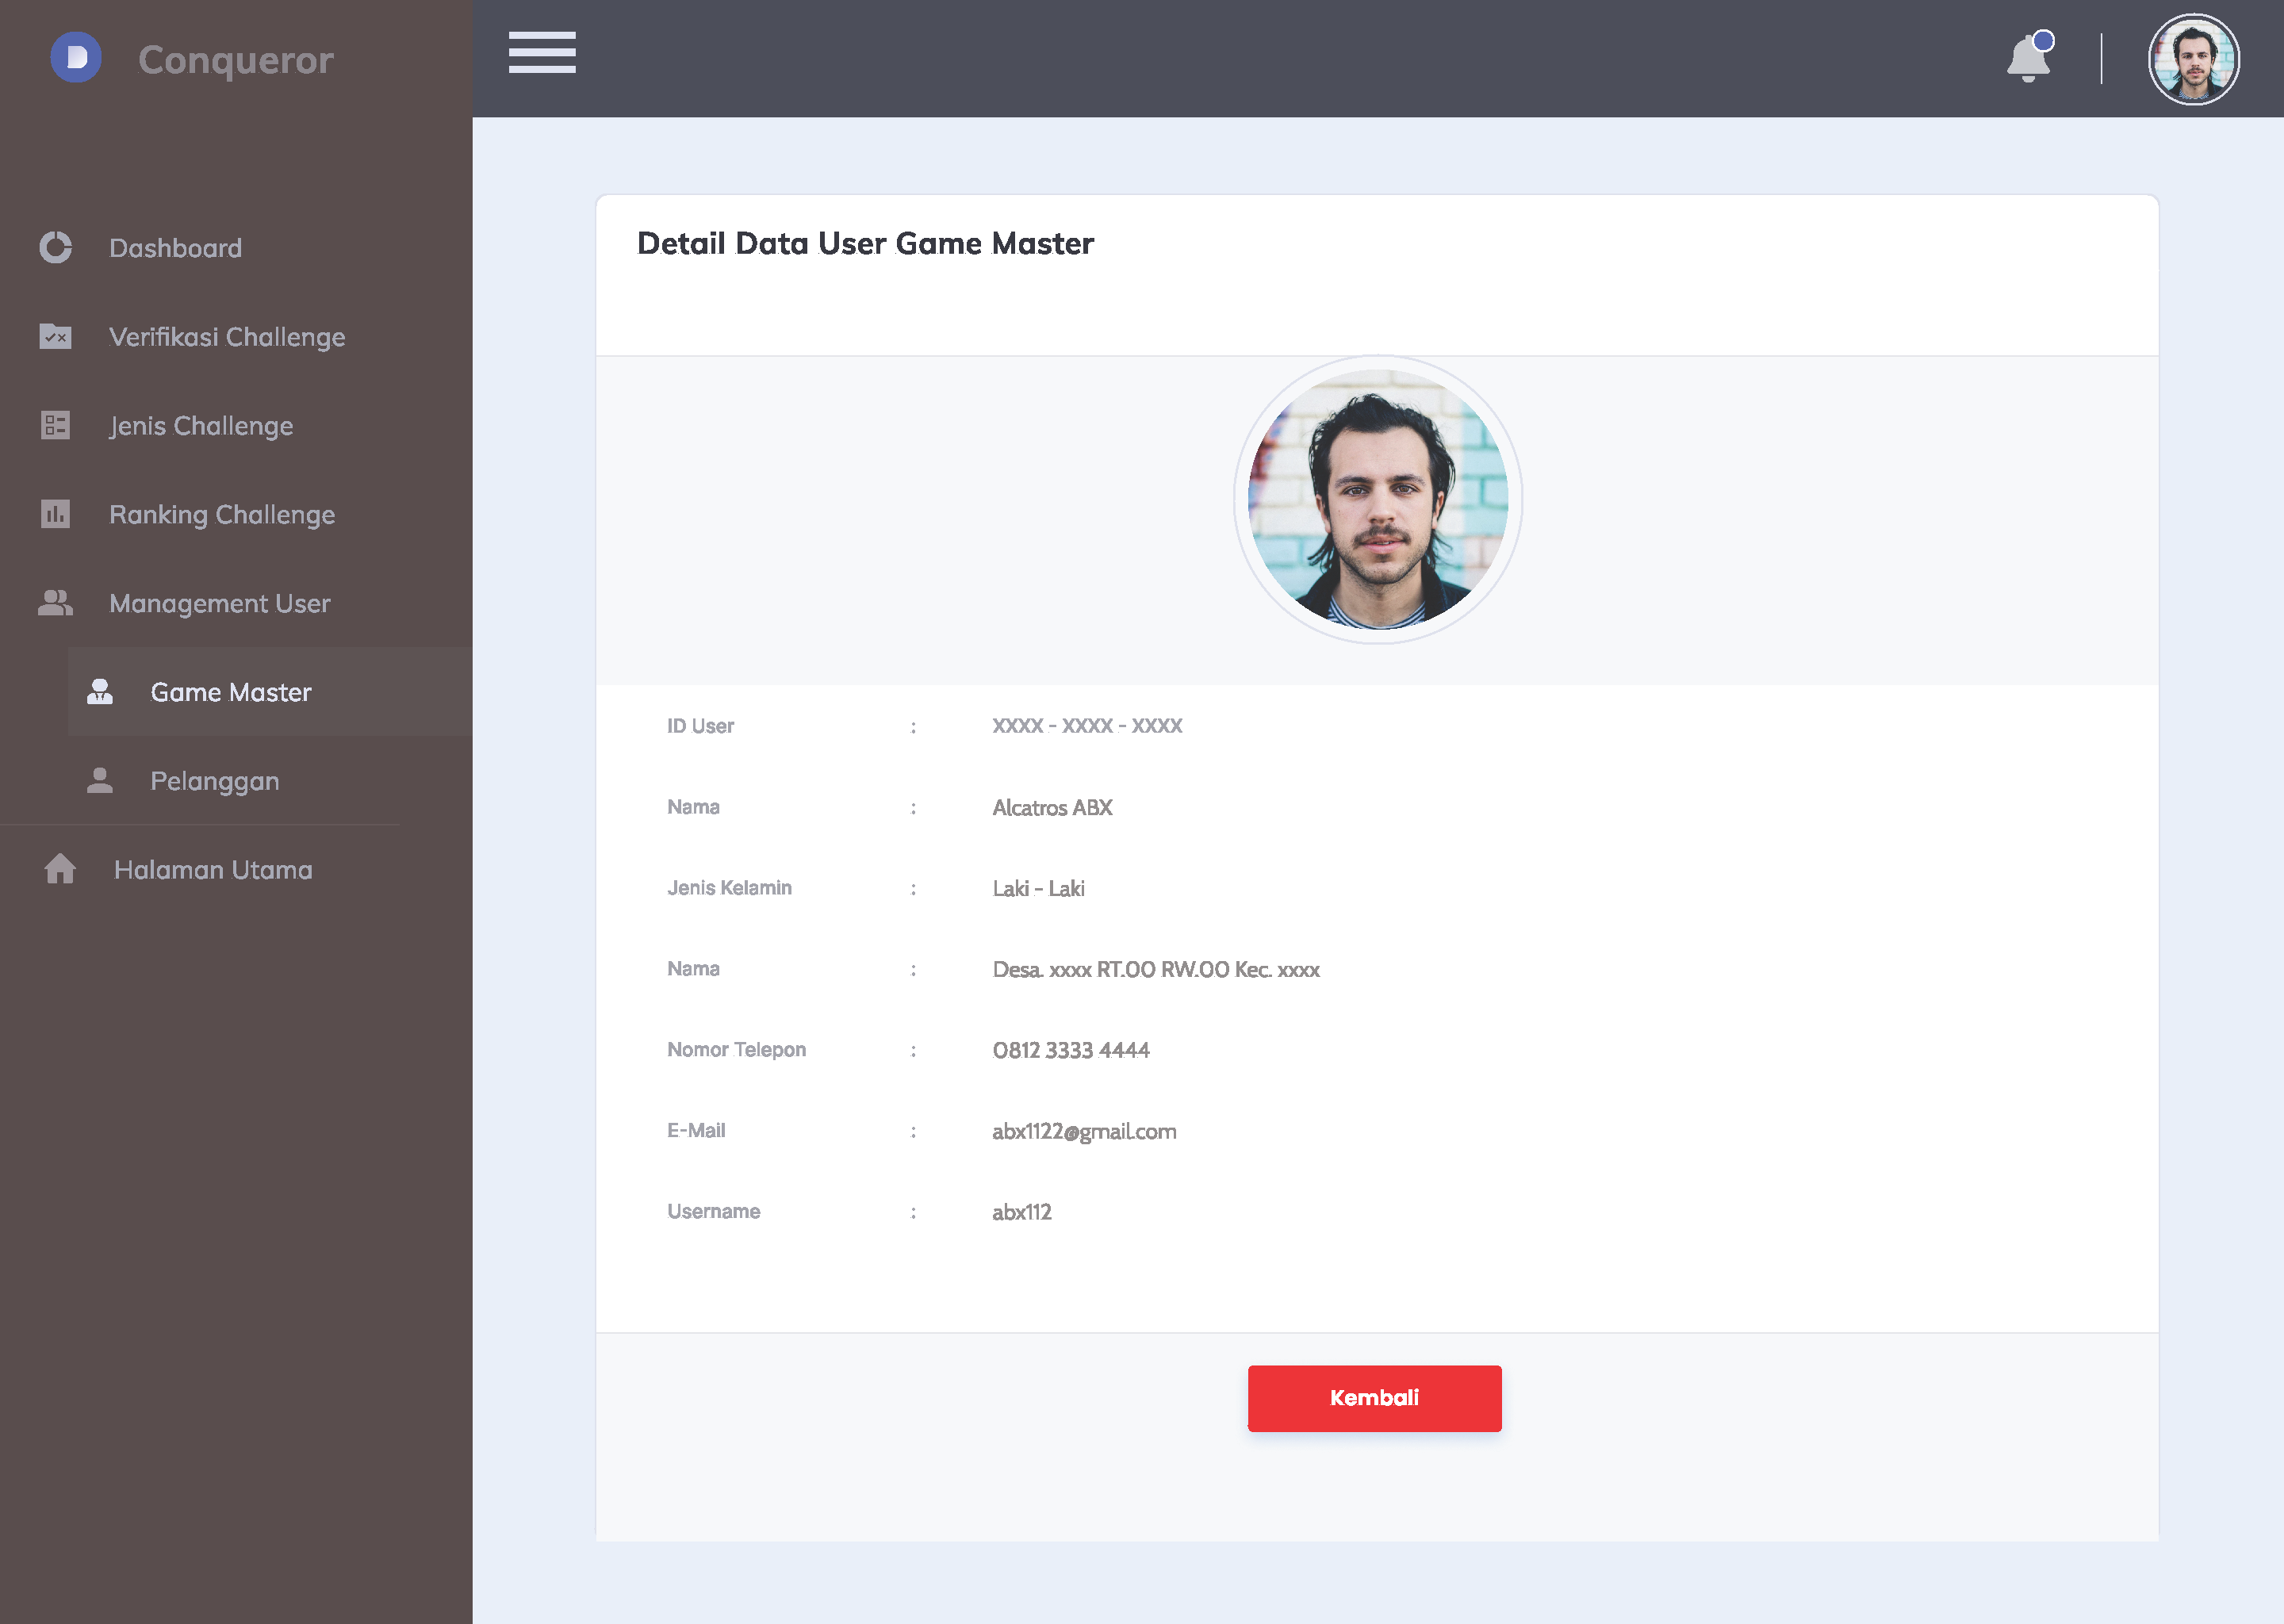 Conqueror
Dashboard
Verifikasi Challenge
Jenis Challenge
Ranking Challenge
Management User
Game Master
Pelanggan
Halaman Utama
Detail Data User Game Master
ID User : XXXX - XXXX - XXXX
Nama : Alcatros ABX
Jenis Kelamin : Laki - Laki
Nama : Desa. xxxx RT.00 RW.00 Kec. xxxx
Nomor Telepon : 0812 3333 4444
E-Mail : abx1122@gmail.com
Username : abx112
Kembali